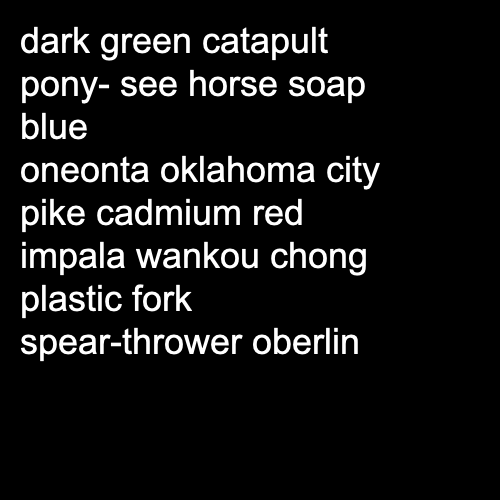 dark green catapult
pony- see horse soap
blue
oneonta oklahoma city
pike cadmium red
impala wankou chong
plastic fork
spear-thrower oberlin